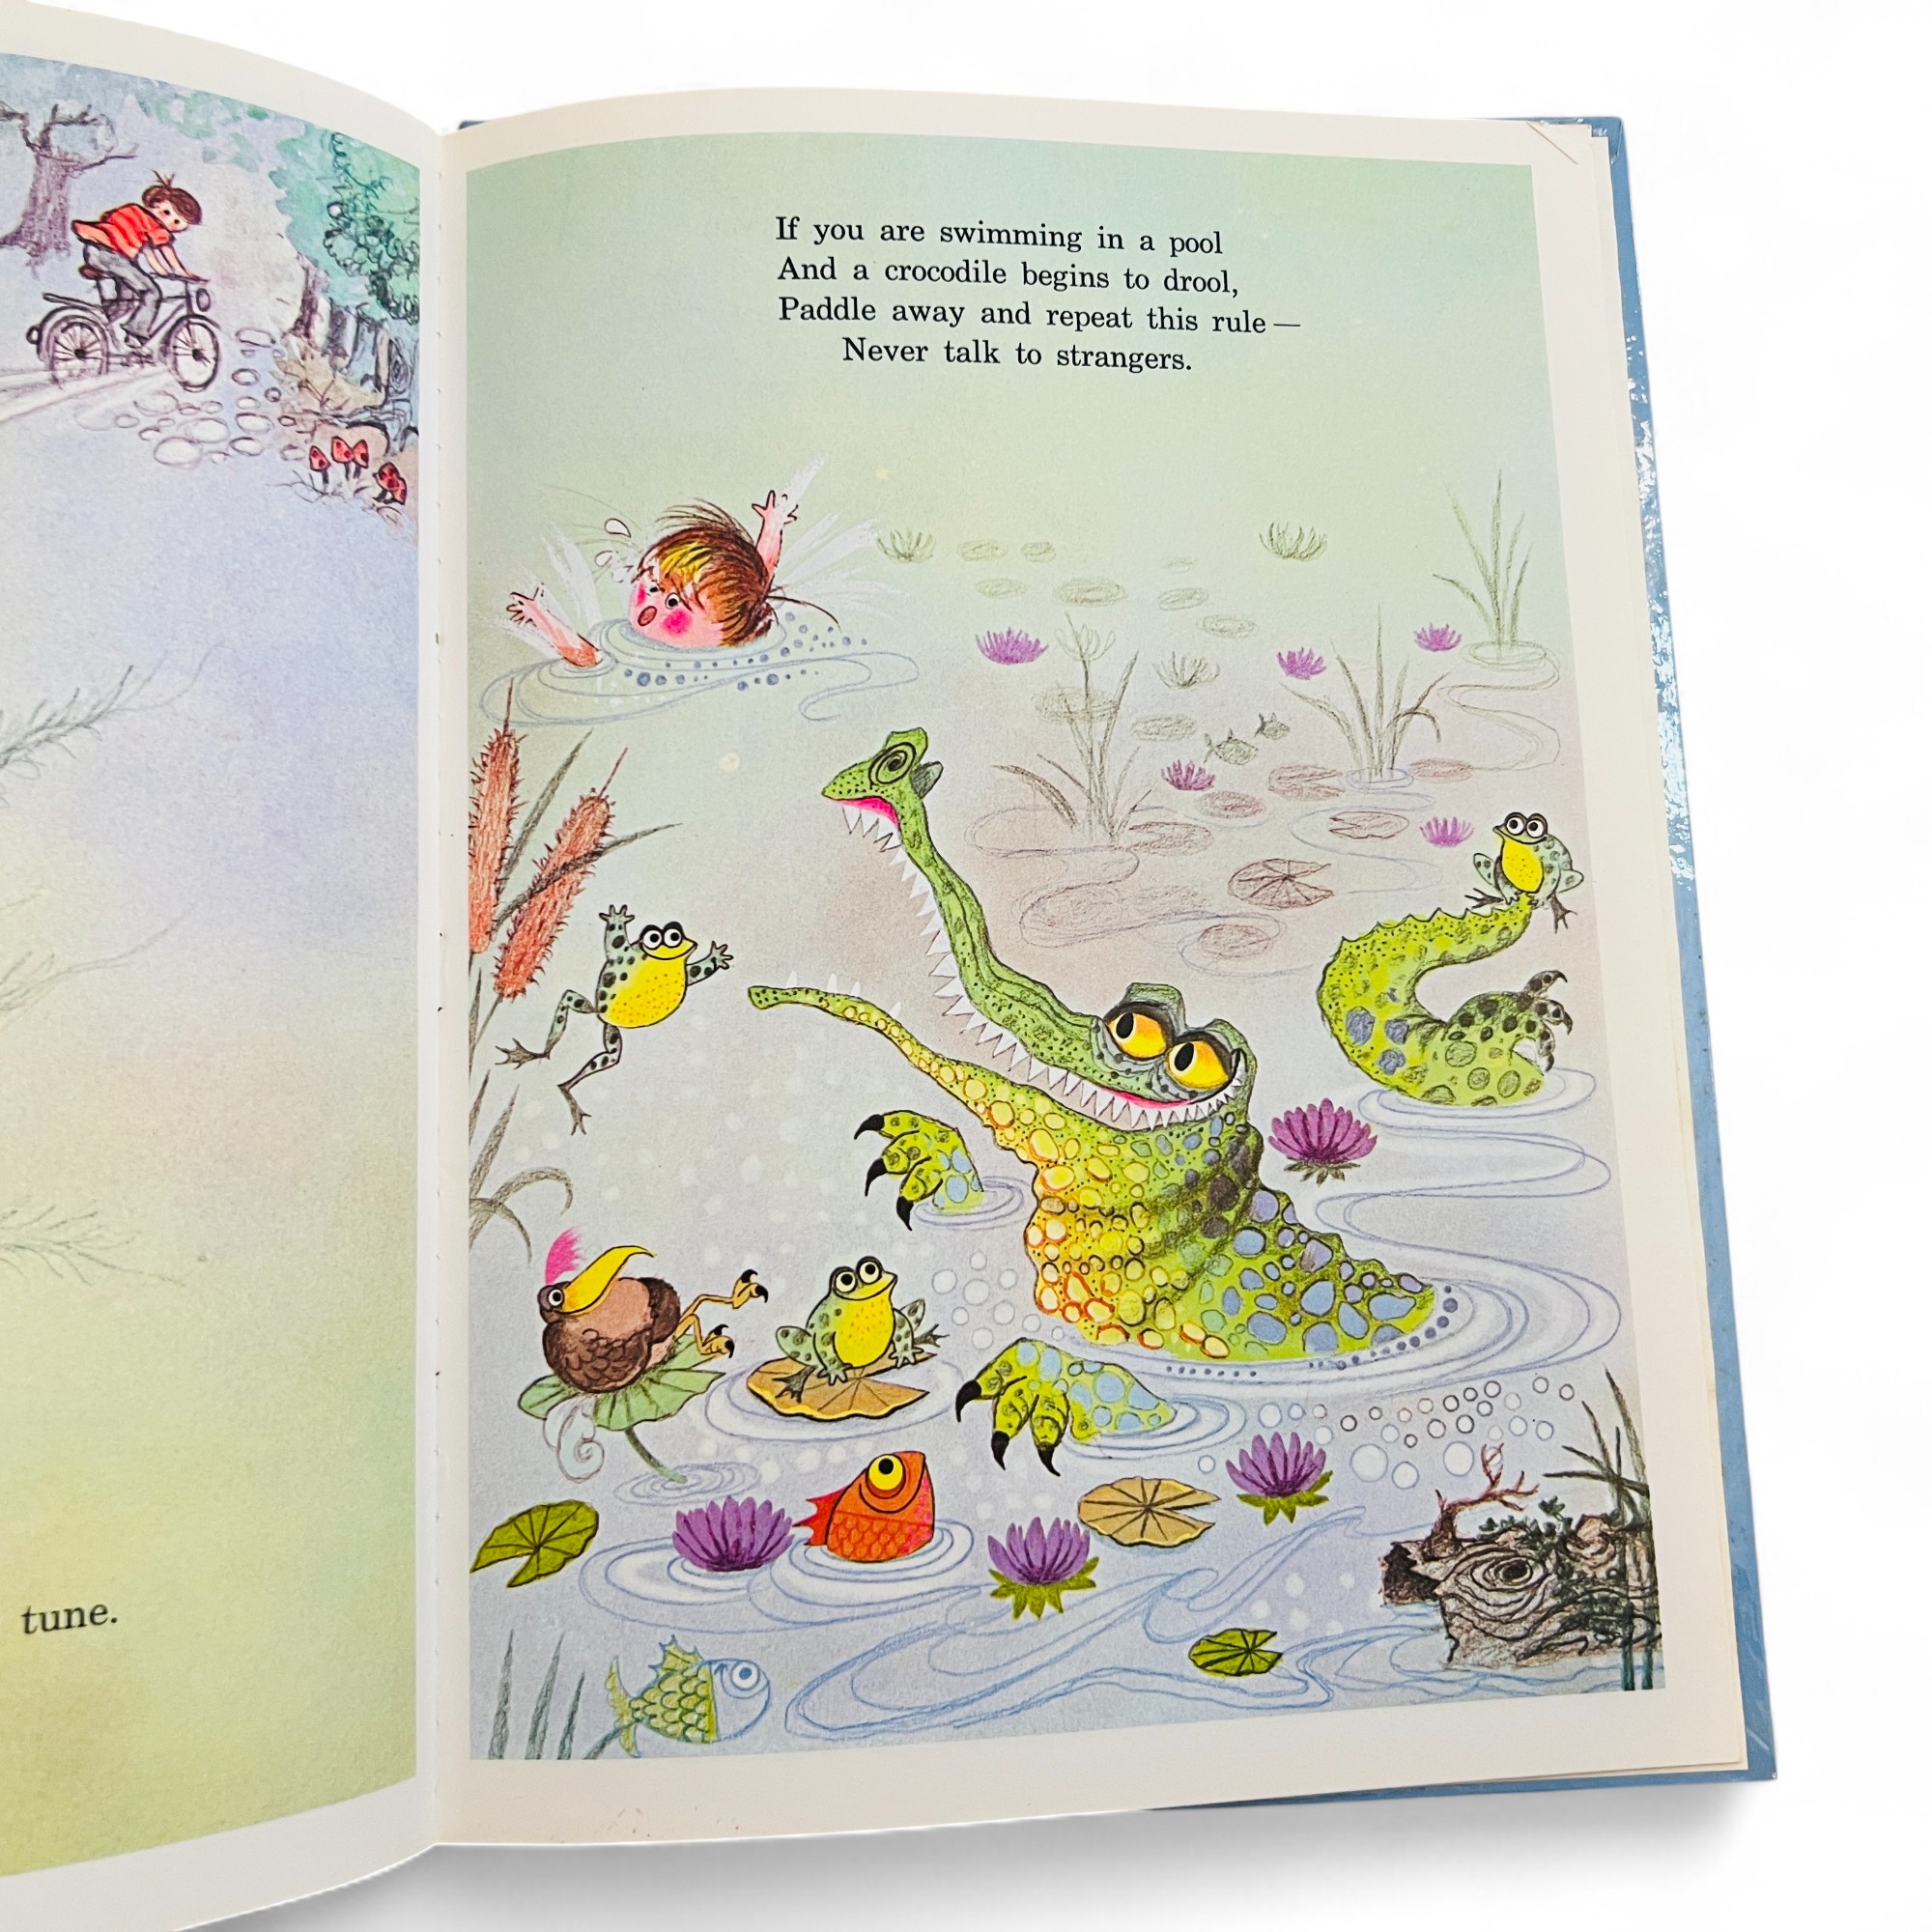 tune.
If you are swimming in a pool
And a crocodile begins to drool,
Paddle away and repeat this rule—
Never talk to strangers.